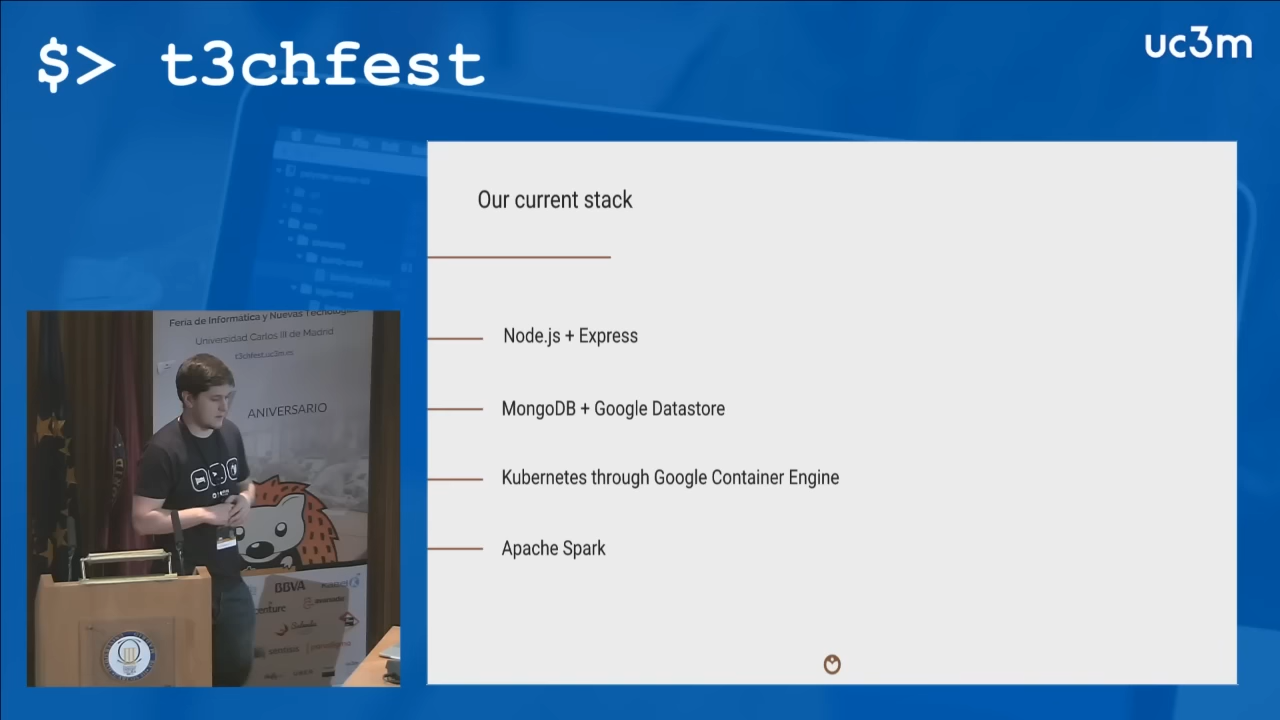 $> t3chfest
uc3m
Our current stack
Node.js + Express
MongoDB + Google Datastore
Kubernetes through Google Container Engine
Apache Spark
Feria de Informática y Nuevas Tecnologías
Universidad Carlos III de Madrid
t3chfest.uc3m.es
ANIVERSARIO
BBVA
accenture